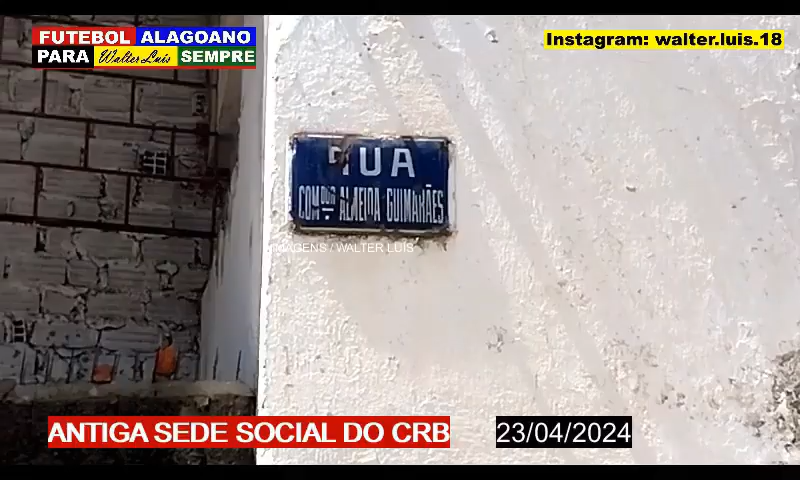 FUTEBOL ALAGOANO
PARA Walter Luís SEMPRE
Instagram: walter.luis.18
RUA
COMDOR ALMEIDA GUIMARÃES
IMAGENS / WALTER LUÍS
ANTIGA SEDE SOCIAL DO CRB
23/04/2024